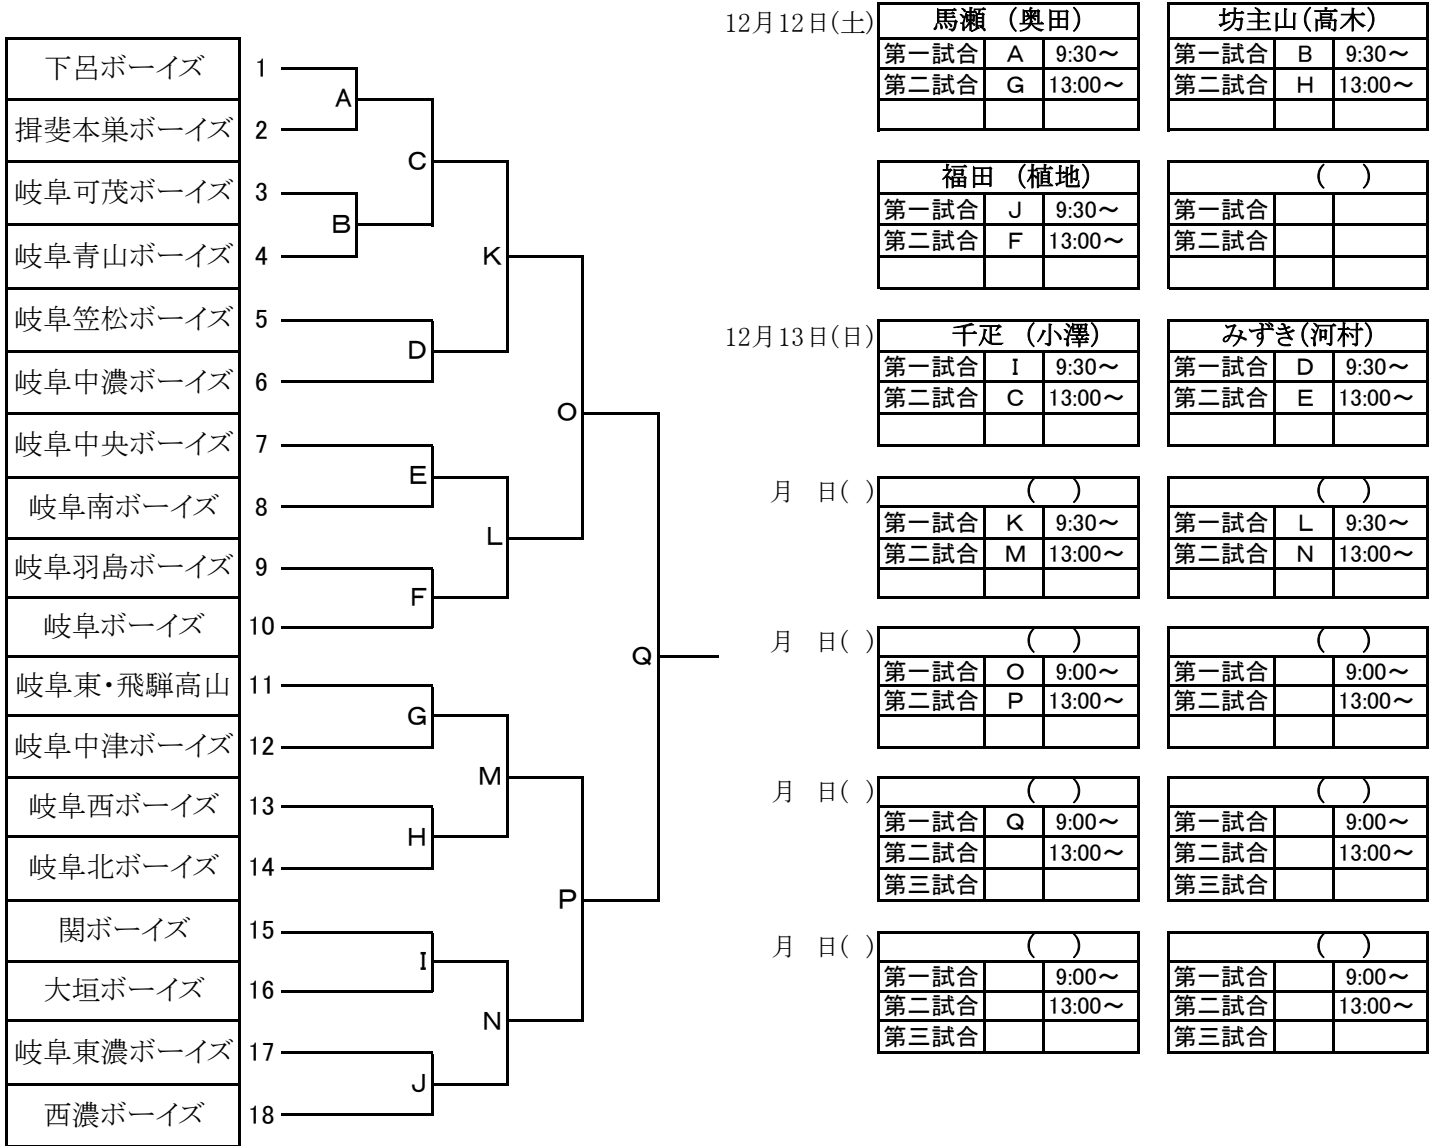 下呂ボーイズ 1
揖斐本巣ボーイズ 2
岐阜可茂ボーイズ 3
岐阜青山ボーイズ 4
岐阜笠松ボーイズ 5
岐阜中濃ボーイズ 6
岐阜中央ボーイズ 7
岐阜南ボーイズ 8
岐阜羽島ボーイズ 9
岐阜ボーイズ 10
岐阜東・飛騨高山 11
岐阜中津ボーイズ 12
岐阜西ボーイズ 13
岐阜北ボーイズ 14
関ボーイズ 15
大垣ボーイズ 16
岐阜東濃ボーイズ 17
西濃ボーイズ 18
A
B
C
D
E
F
G
H
I
J
K
L
M
N
O
P
Q
12月12日(土)
馬瀬 (奥田)
第一試合 A 9:30~
第二試合 G 13:00~
坊主山(高木)
第一試合 B 9:30~
第二試合 H 13:00~
福田 (植地)
第一試合 J 9:30~
第二試合 F 13:00~
( )
第一試合
第二試合
12月13日(日)
千疋 (小澤)
第一試合 I 9:30~
第二試合 C 13:00~
みずき(河村)
第一試合 D 9:30~
第二試合 E 13:00~
月 日( )
( )
第一試合 K 9:30~
第二試合 M 13:00~
( )
第一試合 L 9:30~
第二試合 N 13:00~
月 日( )
( )
第一試合 O 9:00~
第二試合 P 13:00~
( )
第一試合 9:00~
第二試合 13:00~
月 日( )
( )
第一試合 Q 9:00~
第二試合 13:00~
第三試合
( )
第一試合 9:00~
第二試合 13:00~
第三試合
月 日( )
( )
第一試合 9:00~
第二試合 13:00~
第三試合
( )
第一試合 9:00~
第二試合 13:00~
第三試合